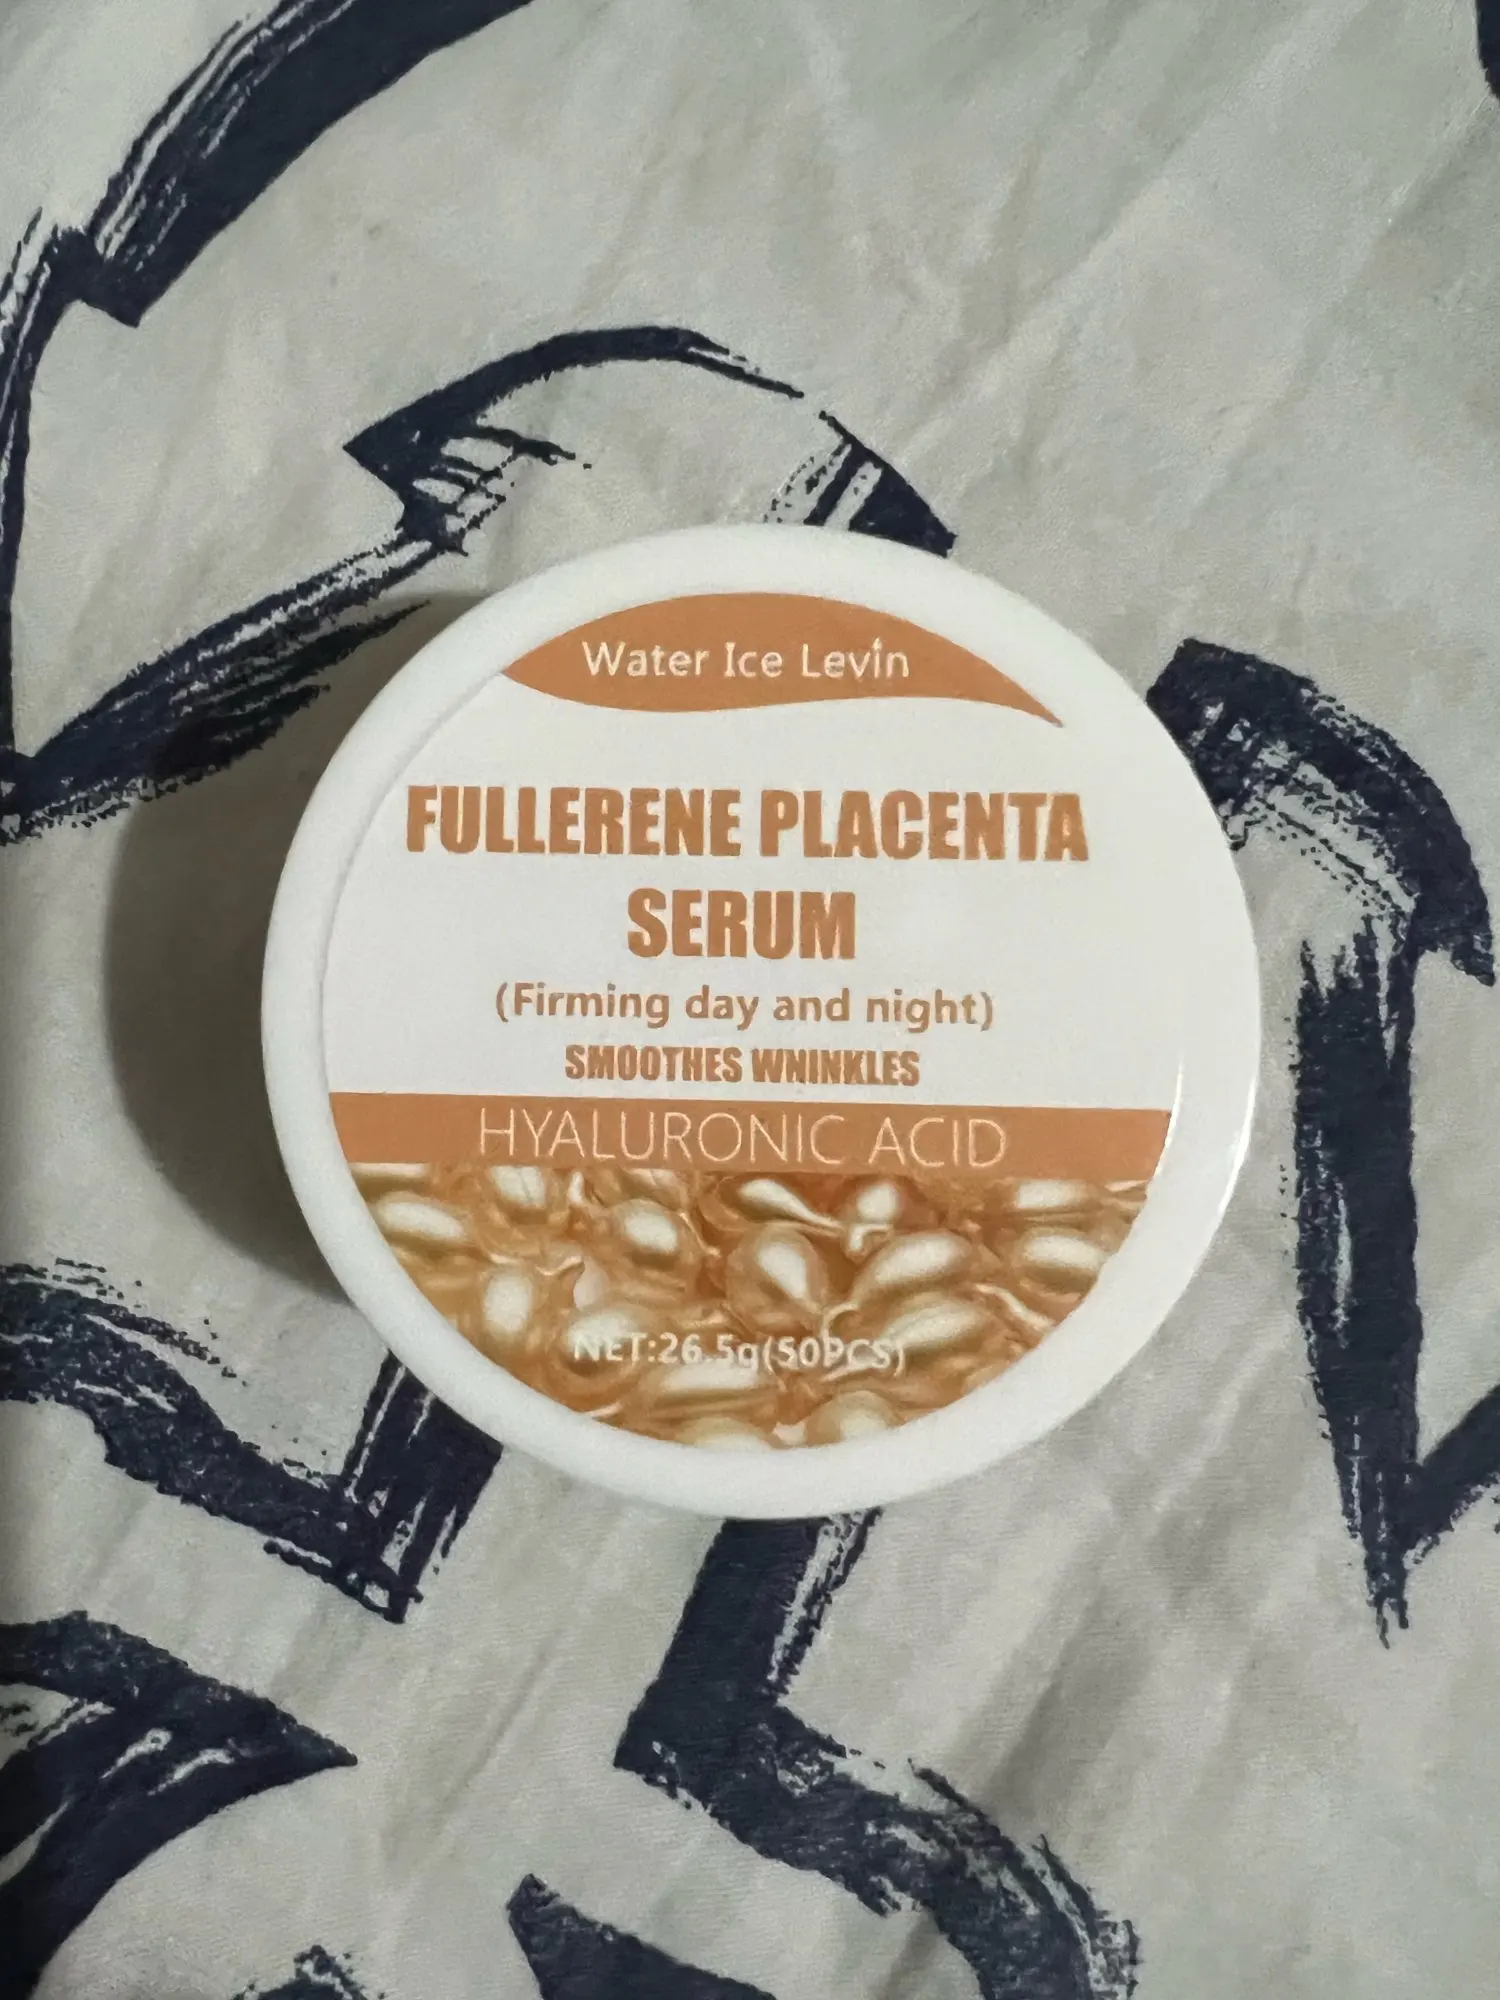 Water Ice Levin
FULLERENE PLACENTA
SERUM
(Firming day and night)
SMOOTHES WNINKLES
HYALURONIC ACID
NET:26.5g(50PCS)